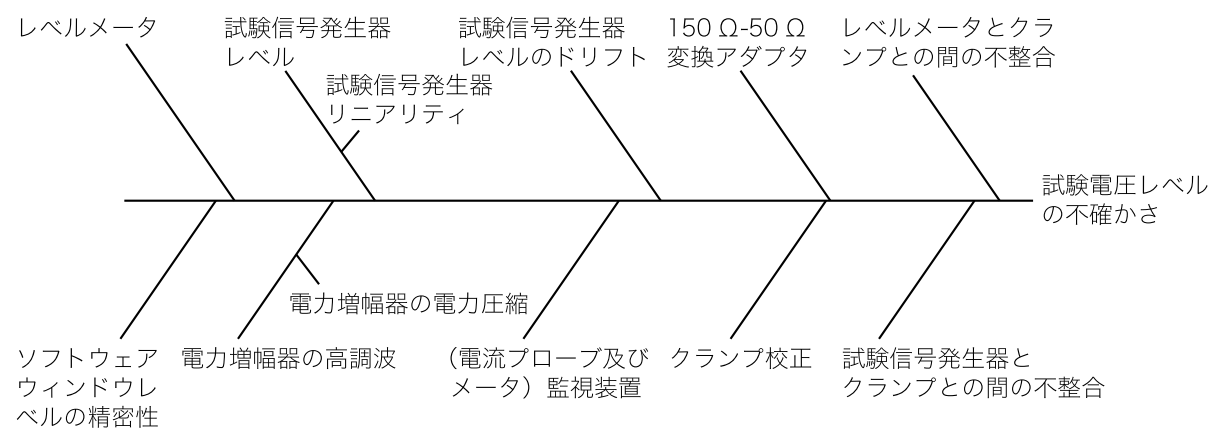 レベルメータ
試験信号発生器
レベル
試験信号発生器
リニアリティ
試験信号発生器
レベルのドリフト
150 Ω-50 Ω
変換アダプタ
レベルメータとクラ
ンプとの間の不整合
試験電圧レベル
の不確かさ
ソフトウェア
ウィンドウレ
ベルの精密性
電力増幅器の高調波
電力増幅器の電力圧縮
（電流プローブ及び
メータ）監視装置
クランプ校正
試験信号発生器と
クランプとの間の不整合